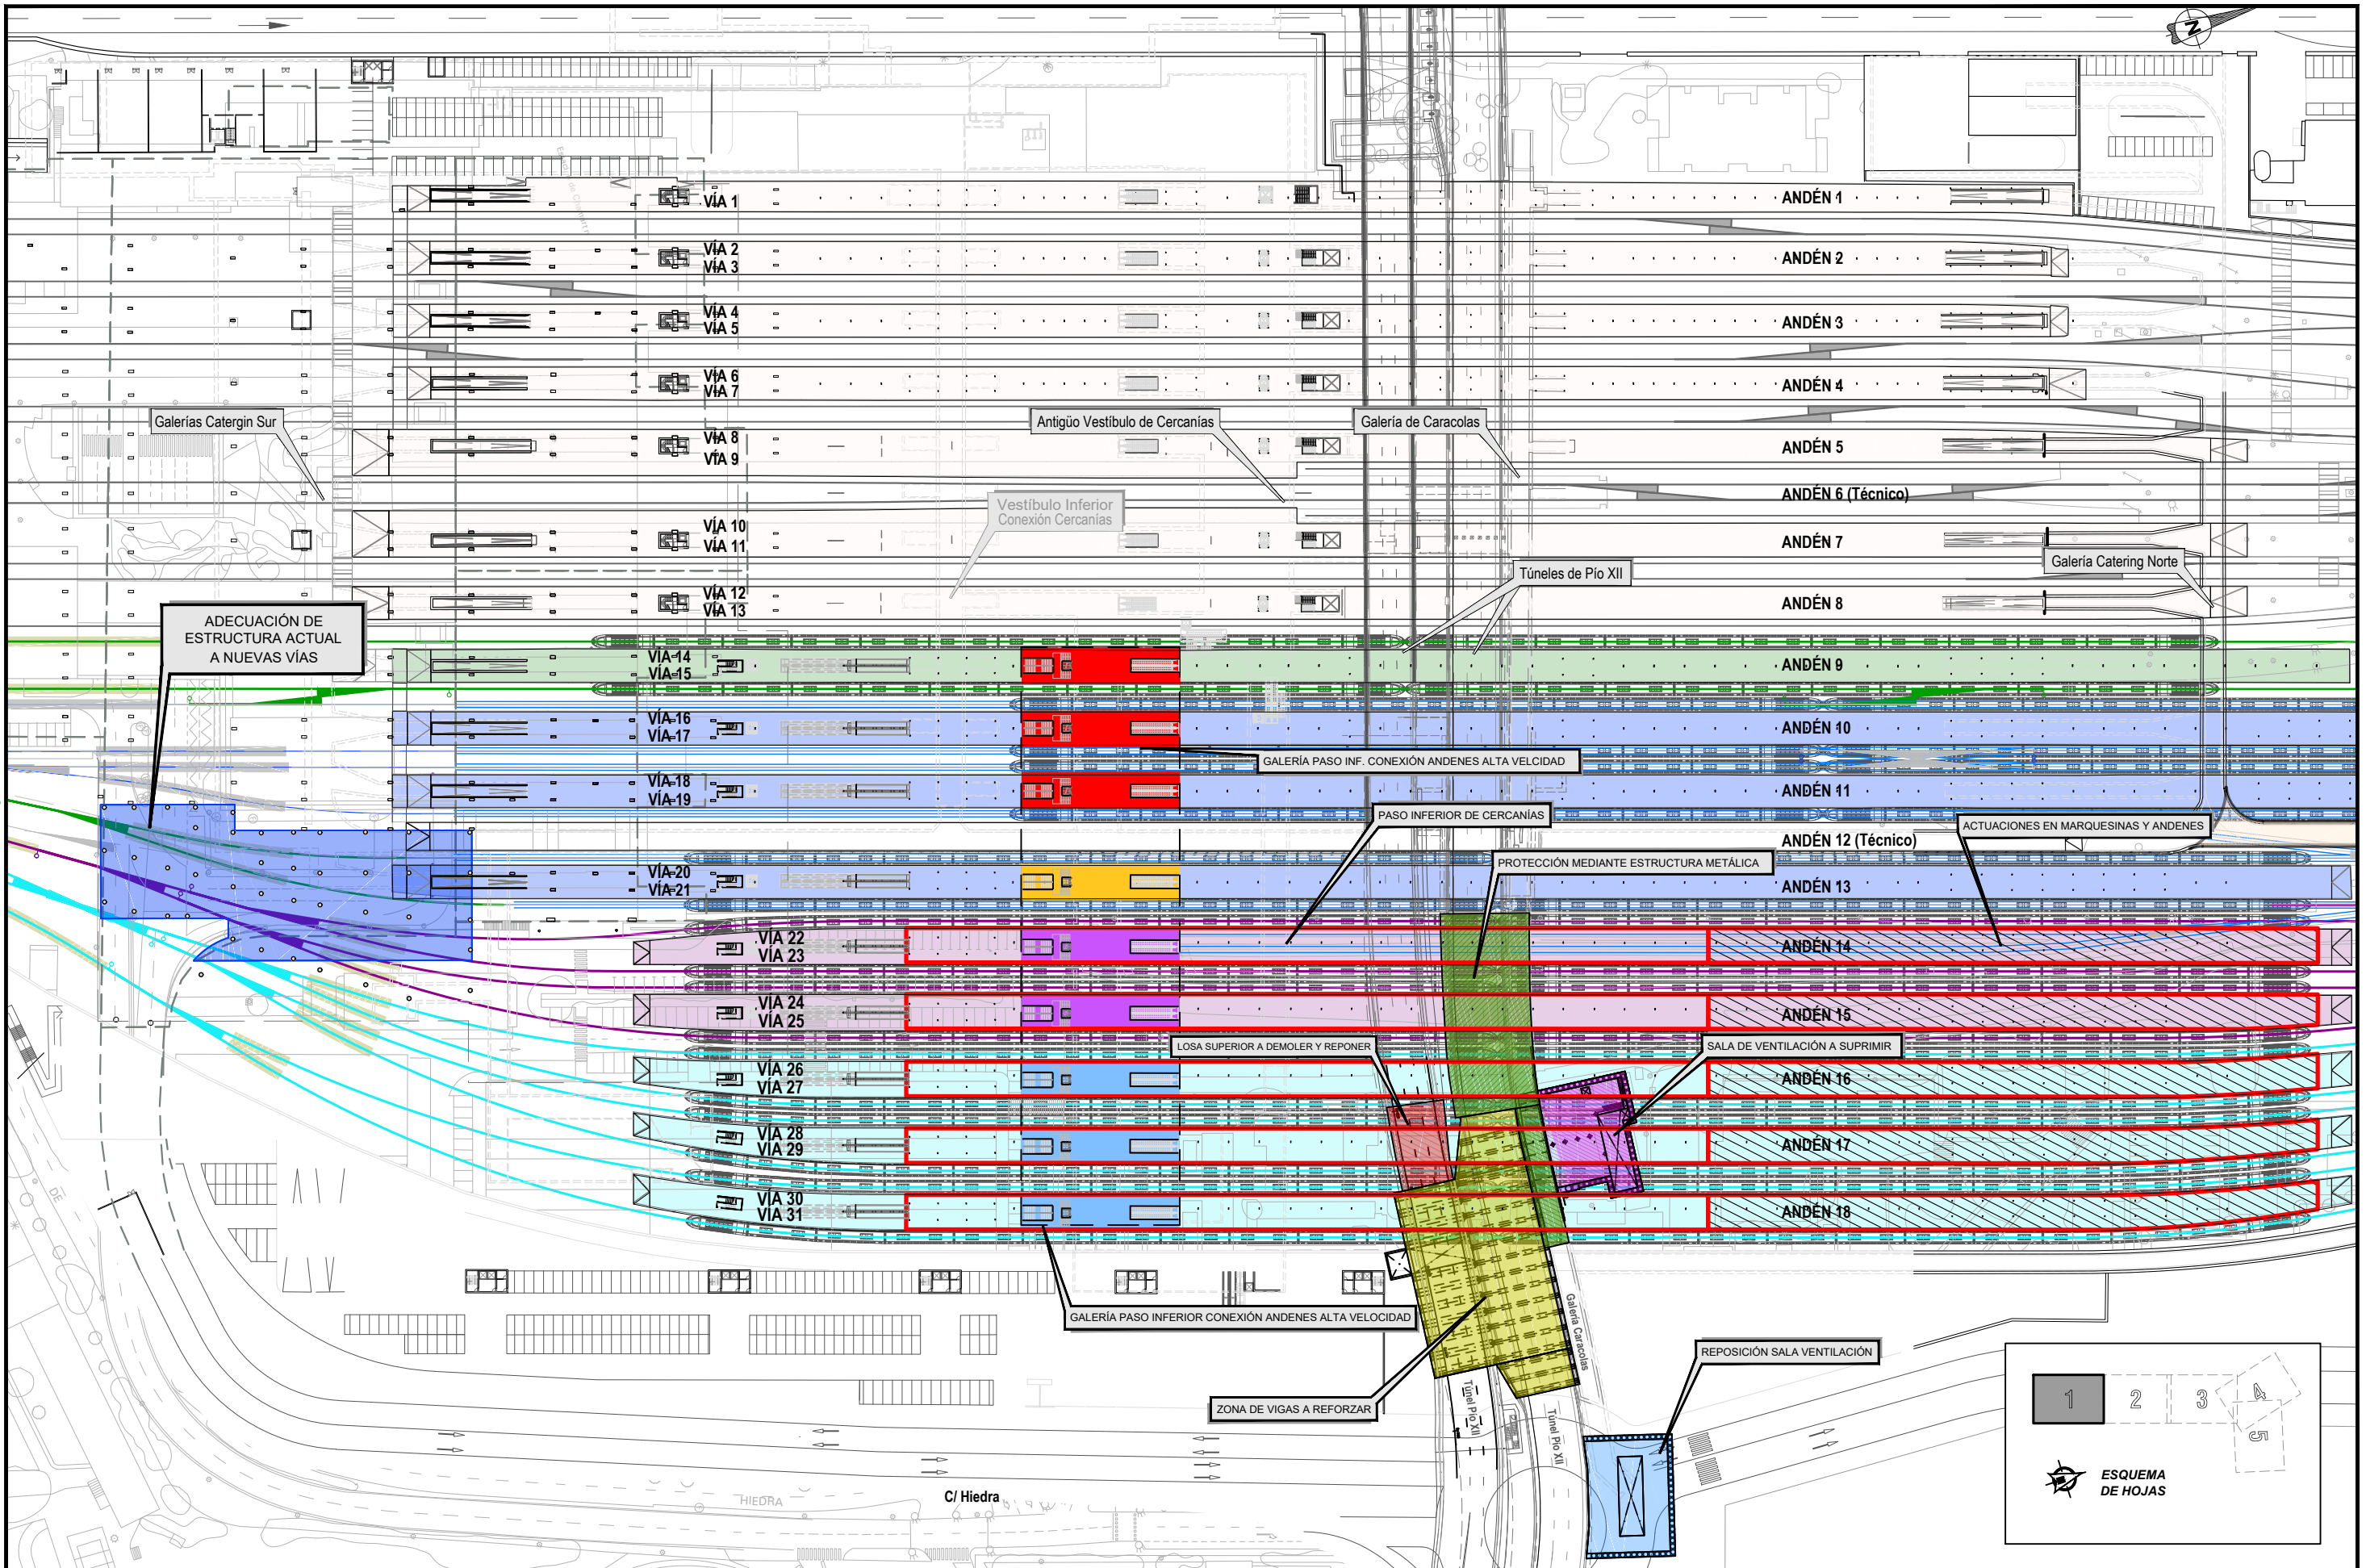 N
VÍA 1
ANDÉN 1
VÍA 2
VÍA 3
ANDÉN 2
VÍA 4
VÍA 5
ANDÉN 3
VÍA 6
VÍA 7
ANDÉN 4
Galerías Catergin Sur
Antigüo Vestíbulo de Cercanías
Galería de Caracolas
VÍA 8
VÍA 9
ANDÉN 5
Vestíbulo Inferior
Conexión Cercanías
ANDÉN 6 (Técnico)
VÍA 10
VÍA 11
ANDÉN 7
Túneles de Pío XII
Galería Catering Norte
VÍA 12
VÍA 13
ANDÉN 8
ADECUACIÓN DE
ESTRUCTURA ACTUAL
A NUEVAS VÍAS
VÍA 14
VÍA 15
ANDÉN 9
VÍA 16
VÍA 17
ANDÉN 10
GALERÍA PASO INF. CONEXIÓN ANDENES ALTA VELCIDAD
VÍA 18
VÍA 19
ANDÉN 11
PASO INFERIOR DE CERCANÍAS
ACTUACIONES EN MARQUESINAS Y ANDENES
ANDÉN 12 (Técnico)
PROTECCIÓN MEDIANTE ESTRUCTURA METÁLICA
VÍA 20
VÍA 21
ANDÉN 13
VÍA 22
VÍA 23
ANDÉN 14
VÍA 24
VÍA 25
ANDÉN 15
LOSA SUPERIOR A DEMOLER Y REPONER
SALA DE VENTILACIÓN A SUPRIMIR
VÍA 26
VÍA 27
ANDÉN 16
VÍA 28
VÍA 29
ANDÉN 17
VÍA 30
VÍA 31
ANDÉN 18
DE
GALERÍA PASO INFERIOR CONEXIÓN ANDENES ALTA VELOCIDAD
Galería Caracolas
REPOSICIÓN SALA VENTILACIÓN
ZONA DE VIGAS A REFORZAR
Túnel Pío XII
Túnel Pío XII
HIEDRA
C/ Hiedra
1
2
3
4
5
ESQUEMA
DE HOJAS